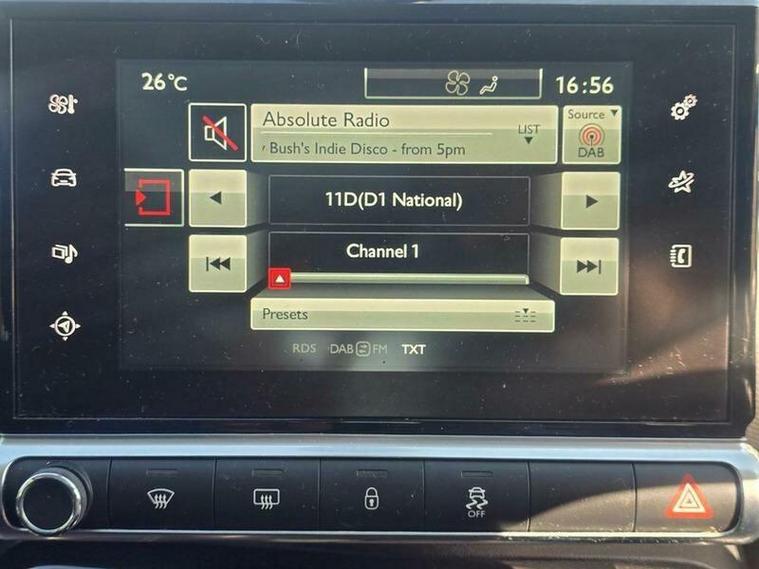 26°C
16:56
Absolute Radio
Bush's Indie Disco - from 5pm
LIST
Source
DAB
11D(D1 National)
Channel 1
Presets
RDS DAB FM TXT
OFF